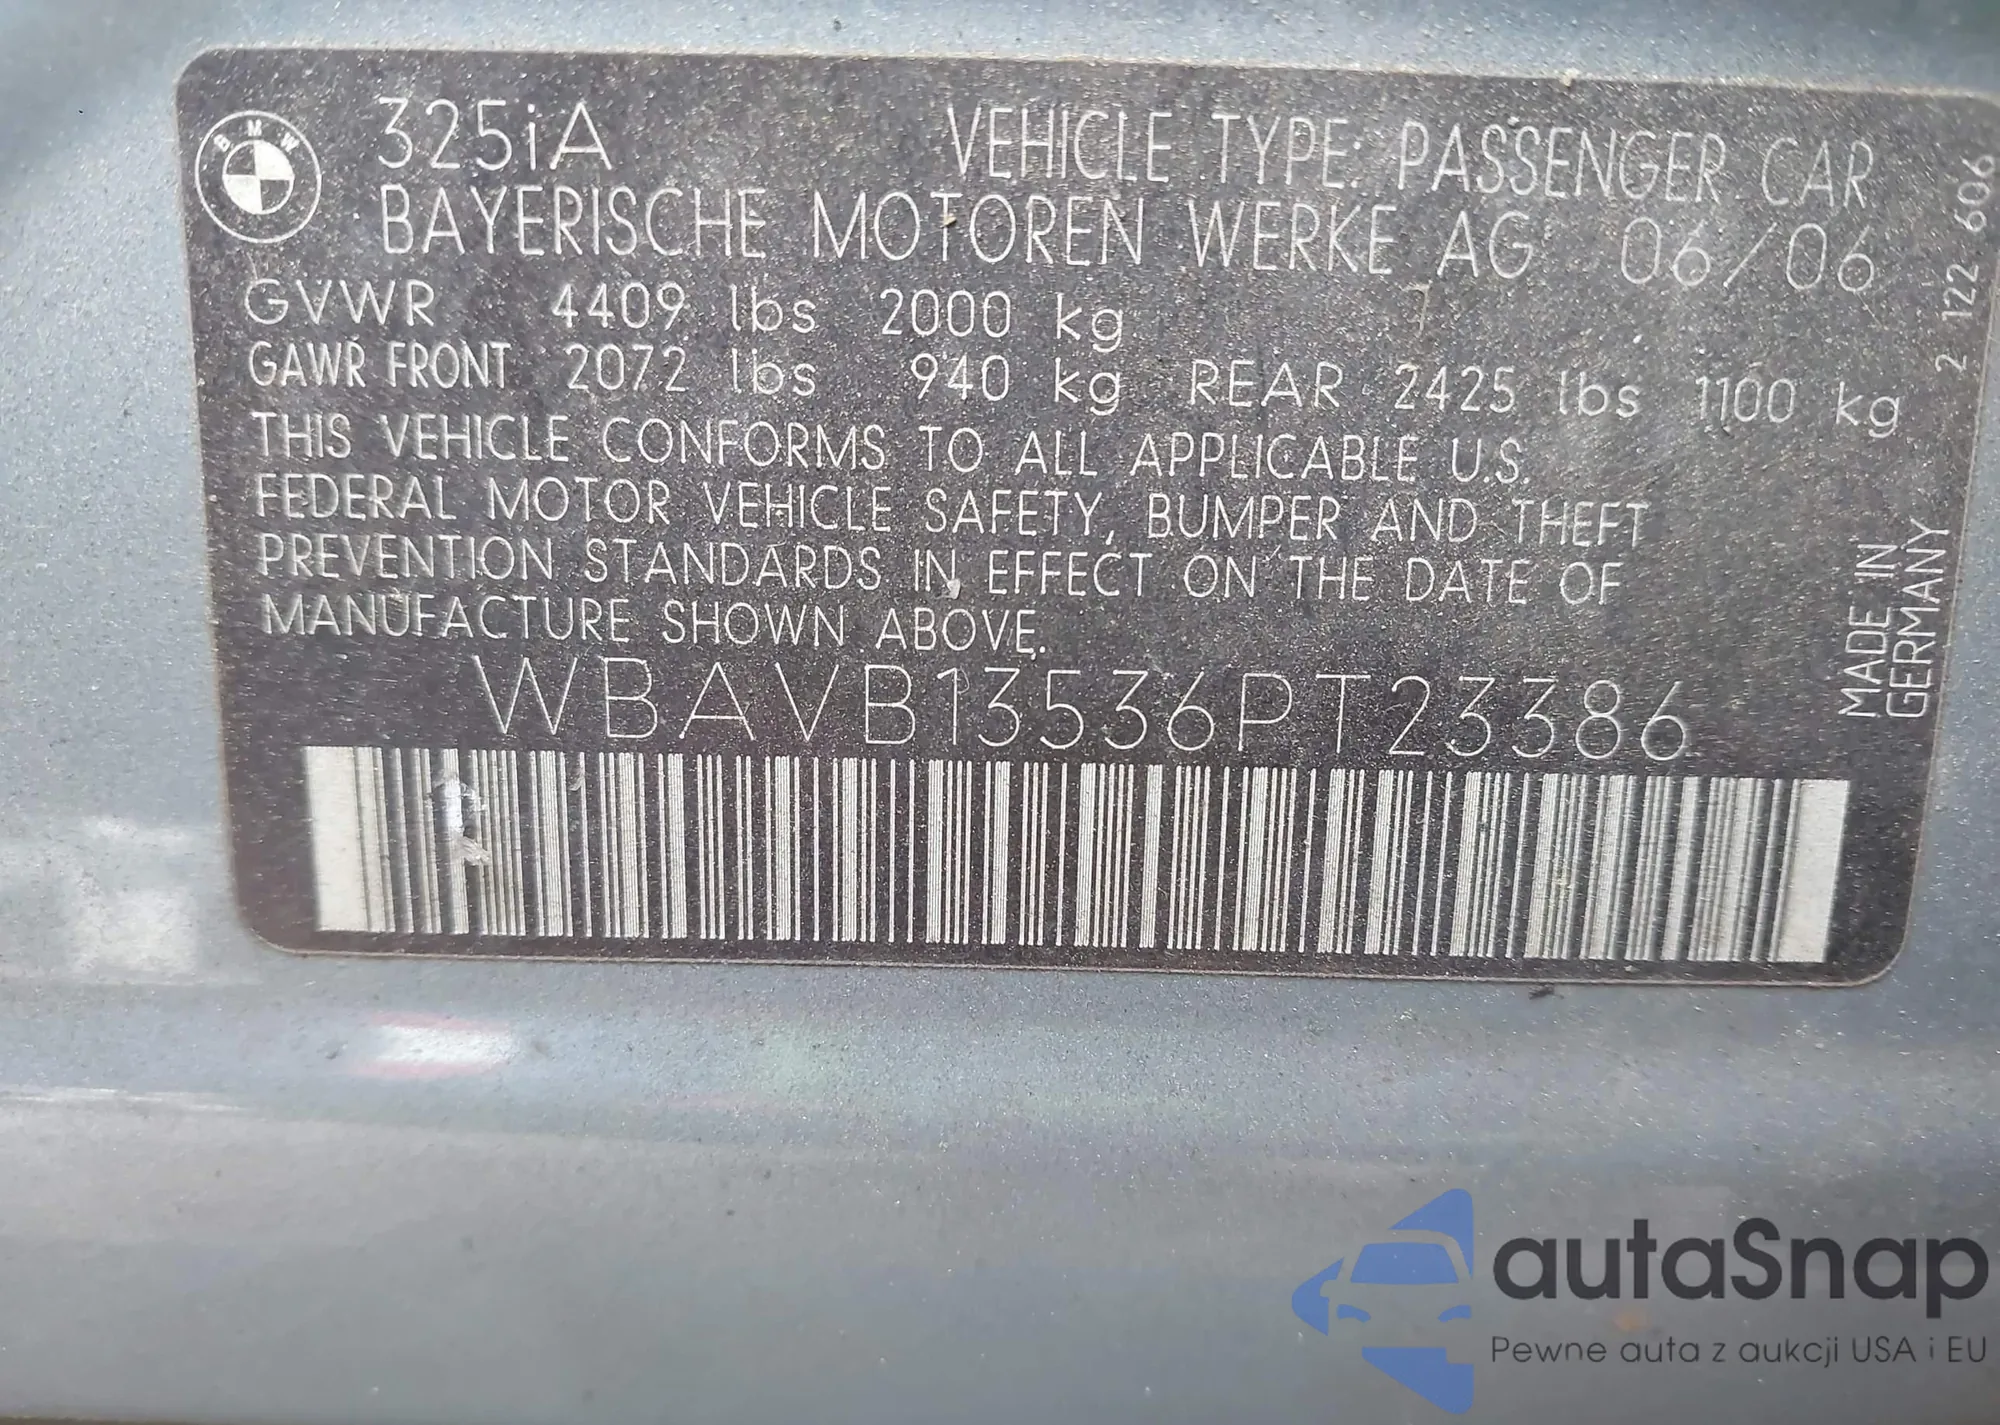 BMW
325iA VEHICLE TYPE: PASSENGER CAR
BAYERISCHE MOTOREN WERKE AG 06/06
GVWR 4409 lbs 2000 kg
GAWR FRONT 2072 lbs 940 kg REAR 2425 lbs 1100 kg
THIS VEHICLE CONFORMS TO ALL APPLICABLE U.S.
FEDERAL MOTOR VEHICLE SAFETY, BUMPER AND THEFT
PREVENTION STANDARDS IN EFFECT ON THE DATE OF
MANUFACTURE SHOWN ABOVE.
WBAVB13536PT23386
MADE IN
GERMANY
2 122 606
autaSnap
Pewne auta z aukcji USA i EU